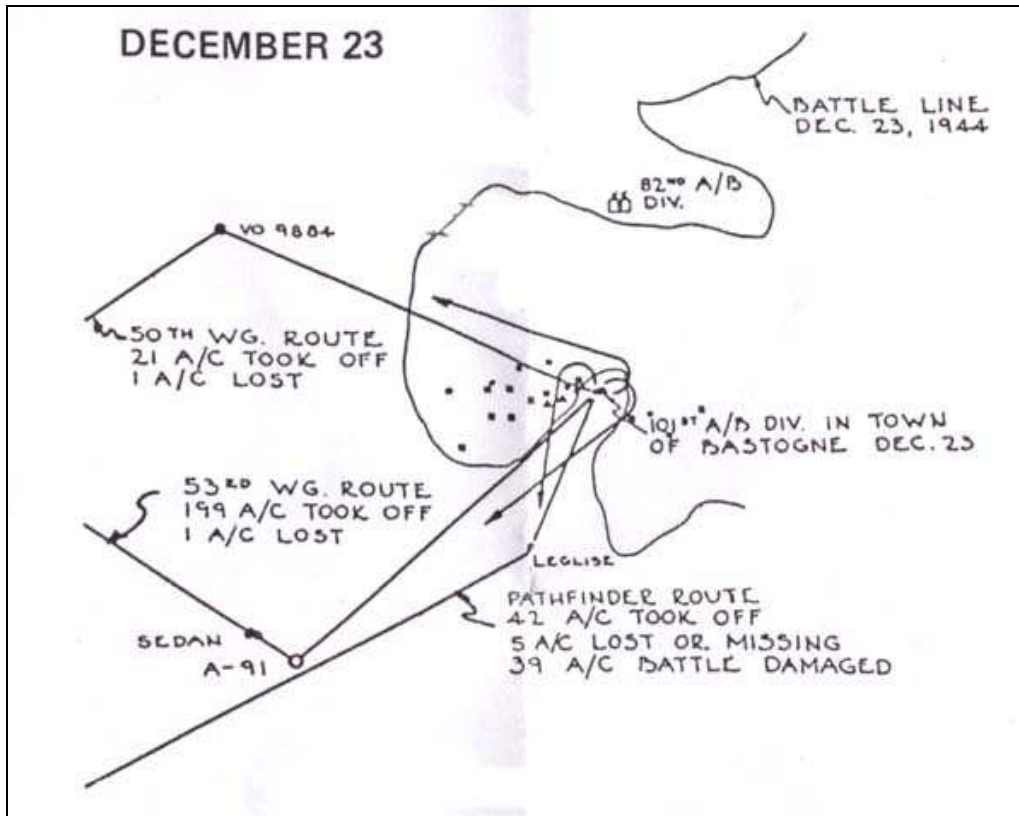 DECEMBER 23
BATTLE LINE
DEC. 23, 1944
82ND A/B
DIV.
VO 9884
50TH WG. ROUTE
21 A/C TOOK OFF
1 A/C LOST
101ST A/B DIV. IN TOWN
OF BASTOGNE DEC. 23
53RD WG. ROUTE
199 A/C TOOK OFF
1 A/C LOST
LEGLISE
PATHFINDER ROUTE
42 A/C TOOK OFF
5 A/C LOST OR MISSING
39 A/C BATTLE DAMAGED
SEDAN
A-91